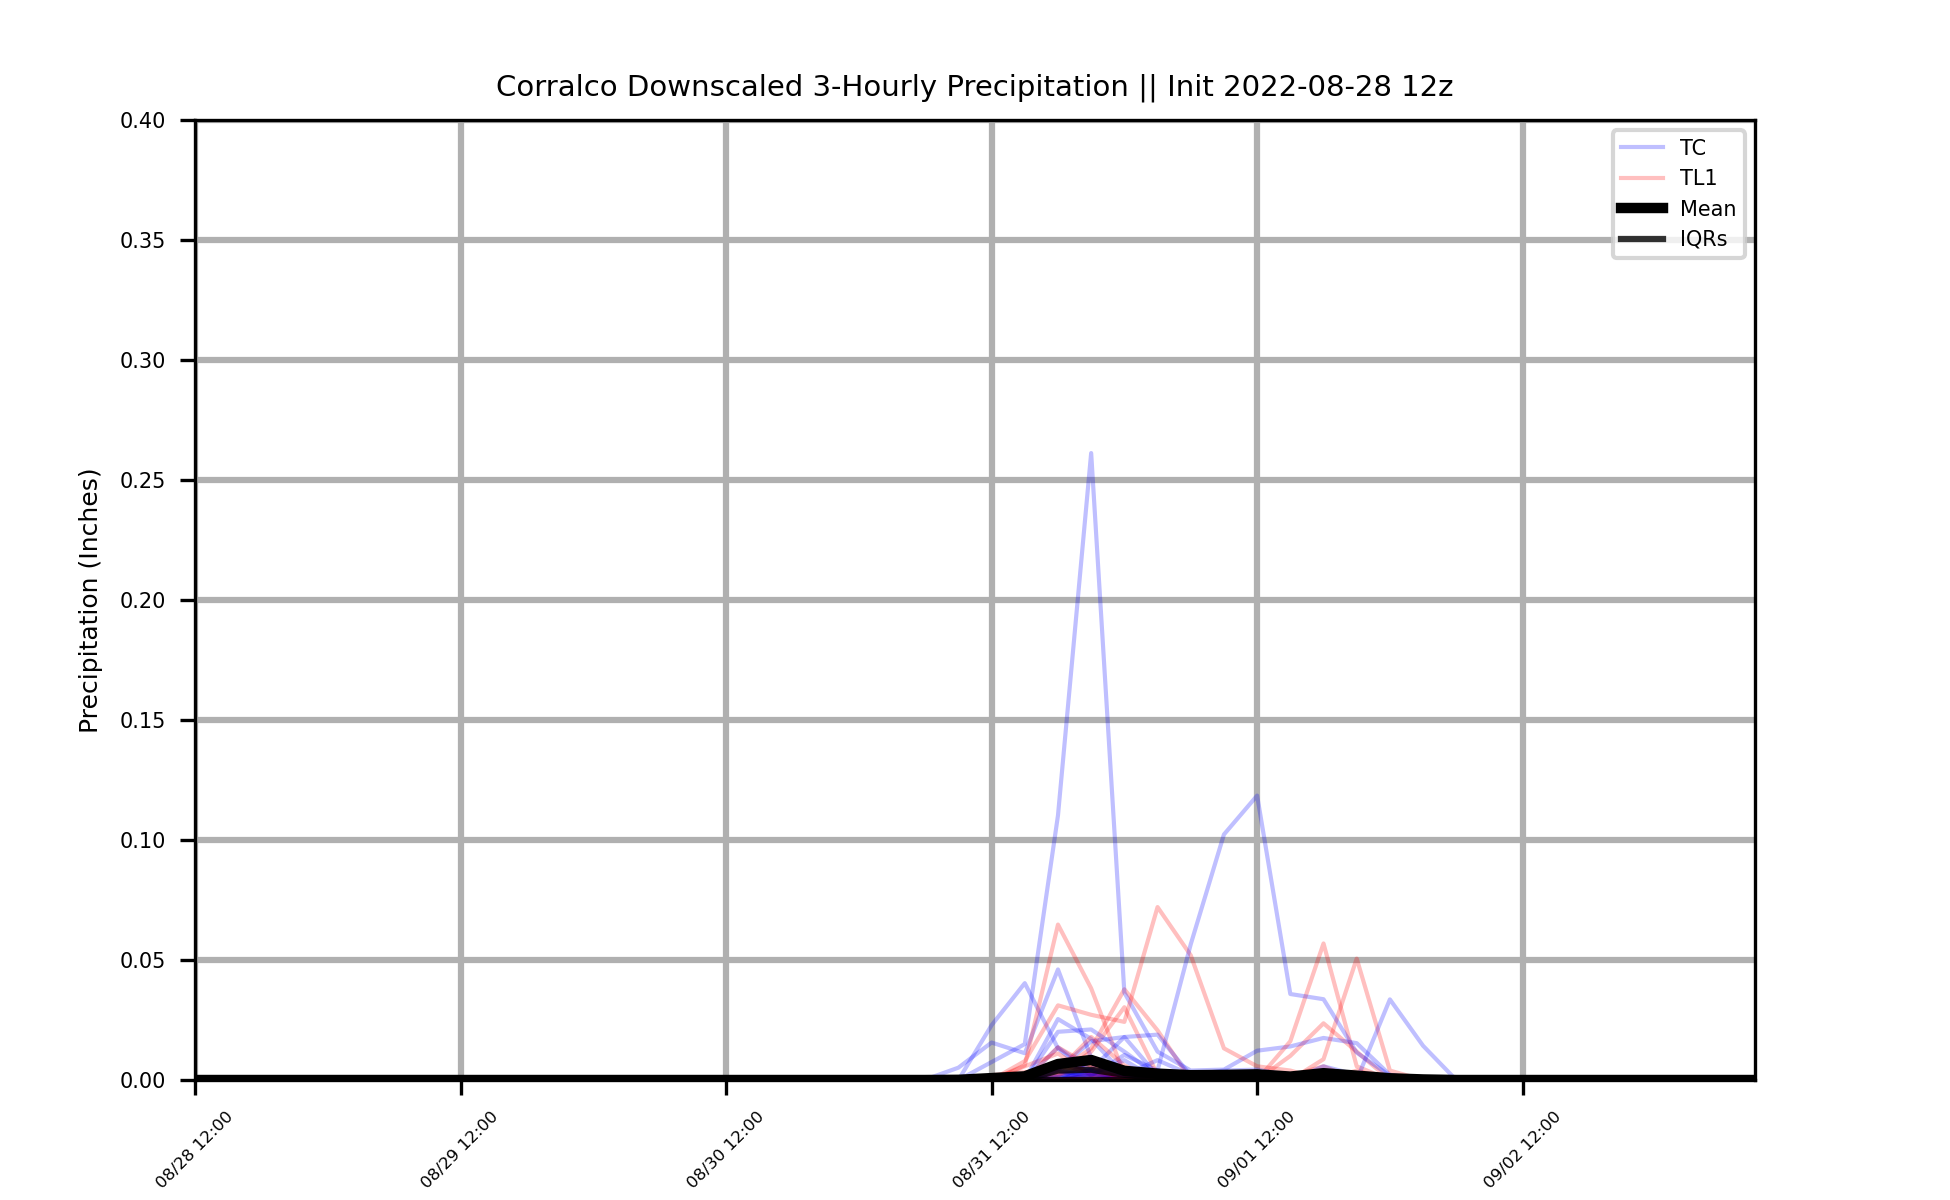 Corralco Downscaled 3-Hourly Precipitation || Init 2022-08-28 12z
Precipitation (Inches)
0.40
0.35
0.30
0.25
0.20
0.15
0.10
0.05
0.00
TC
TL1
Mean
IQRs
08/28 12:00
08/29 12:00
08/30 12:00
08/31 12:00
09/01 12:00
09/02 12:00